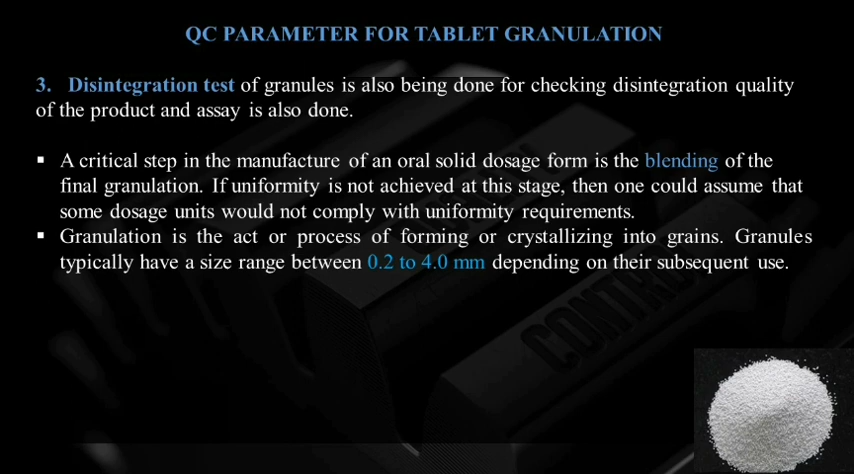 QC PARAMETER FOR TABLET GRANULATION
3. Disintegration test of granules is also being done for checking disintegration quality
of the product and assay is also done.
▪ A critical step in the manufacture of an oral solid dosage form is the blending of the
final granulation. If uniformity is not achieved at this stage, then one could assume that
some dosage units would not comply with uniformity requirements.
▪ Granulation is the act or process of forming or crystallizing into grains. Granules
typically have a size range between 0.2 to 4.0 mm depending on their subsequent use.